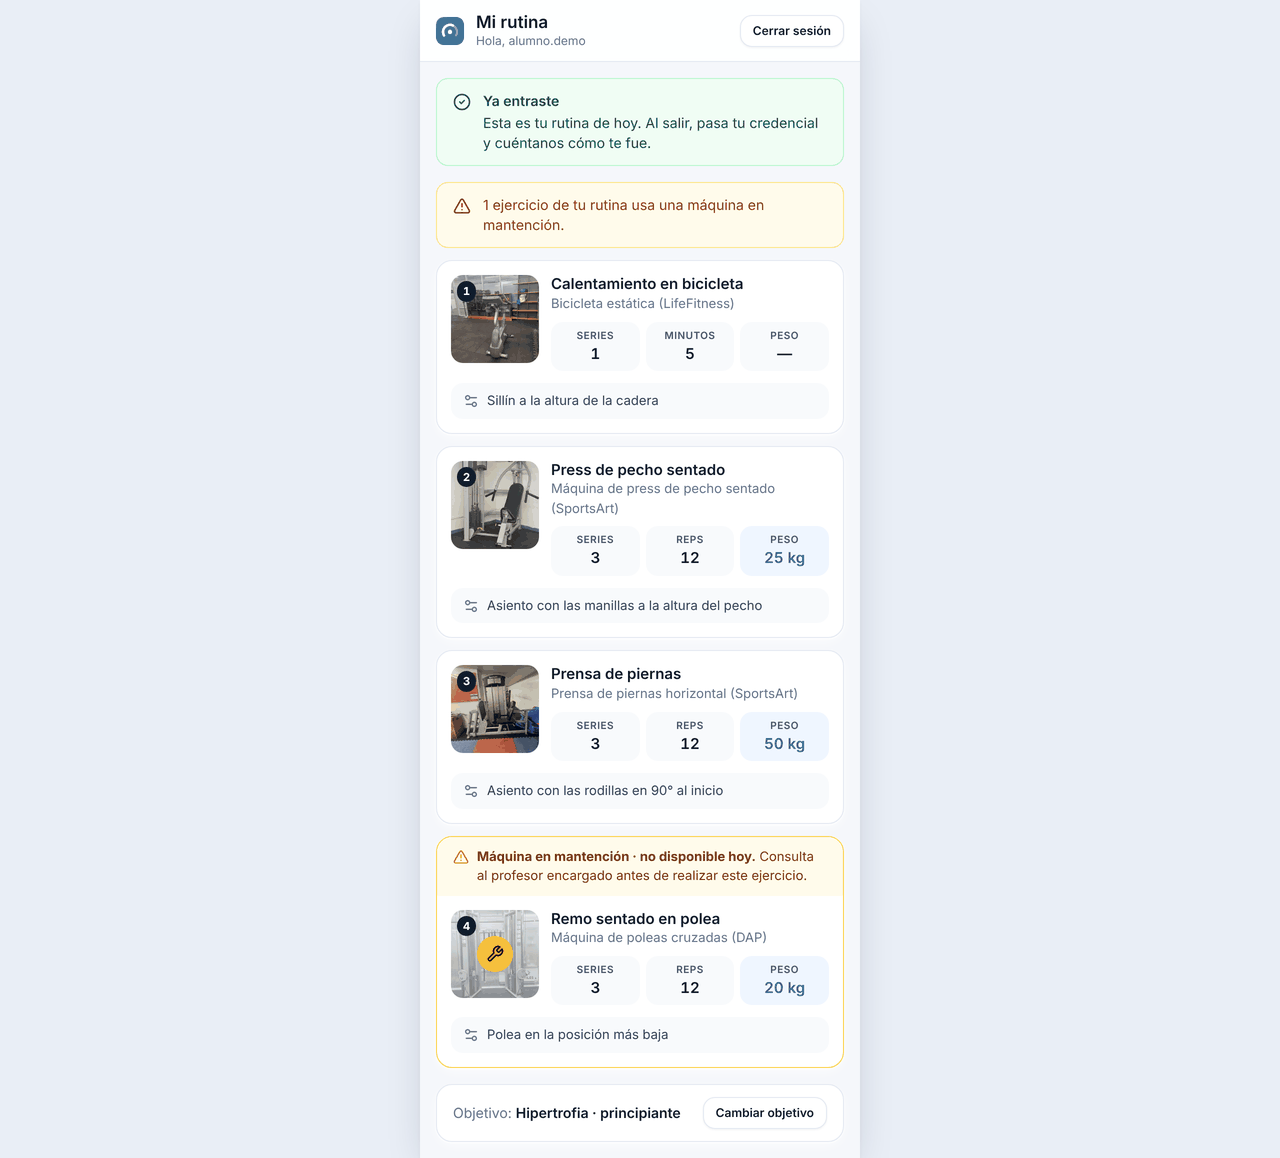 Mi rutina
Hola, alumno.demo
Cerrar sesión
Ya entraste
Esta es tu rutina de hoy. Al salir, pasa tu credencial
y cuéntanos cómo te fue.
1 ejercicio de tu rutina usa una máquina en
mantención.
1
Calentamiento en bicicleta
Bicicleta estática (LifeFitness)
SERIES MINUTOS PESO
1 5 —
Sillín a la altura de la cadera
2
Press de pecho sentado
Máquina de press de pecho sentado
(SportsArt)
SERIES REPS PESO
3 12 25 kg
Asiento con las manillas a la altura del pecho
3
Prensa de piernas
Prensa de piernas horizontal (SportsArt)
SERIES REPS PESO
3 12 50 kg
Asiento con las rodillas en 90° al inicio
Máquina en mantención · no disponible hoy. Consulta
al profesor encargado antes de realizar este ejercicio.
4
Remo sentado en polea
Máquina de poleas cruzadas (DAP)
SERIES REPS PESO
3 12 20 kg
Polea en la posición más baja
Objetivo: Hipertrofia · principiante
Cambiar objetivo